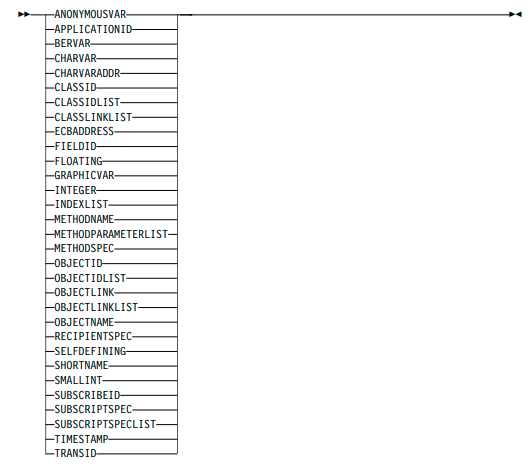 ANONYMOUSVAR
APPLICATIONID
BERVAR
CHARVAR
CHARVARADDR
CLASSID
CLASSIDLIST
CLASSLINKLIST
ECBADDRESS
FIELDID
FLOATING
GRAPHICVAR
INTEGER
INDEXLIST
METHODNAME
METHODPARAMETERLIST
METHODSPEC
OBJECTID
OBJECTIDLIST
OBJECTLINK
OBJECTLINKLIST
OBJECTNAME
RECIPIENTSPEC
SELFDEFINING
SHORTNAME
SMALLINT
SUBSCRIBEID
SUBSCRIPTSPEC
SUBSCRIPTSPECLIST
TIMESTAMP
TRANSID